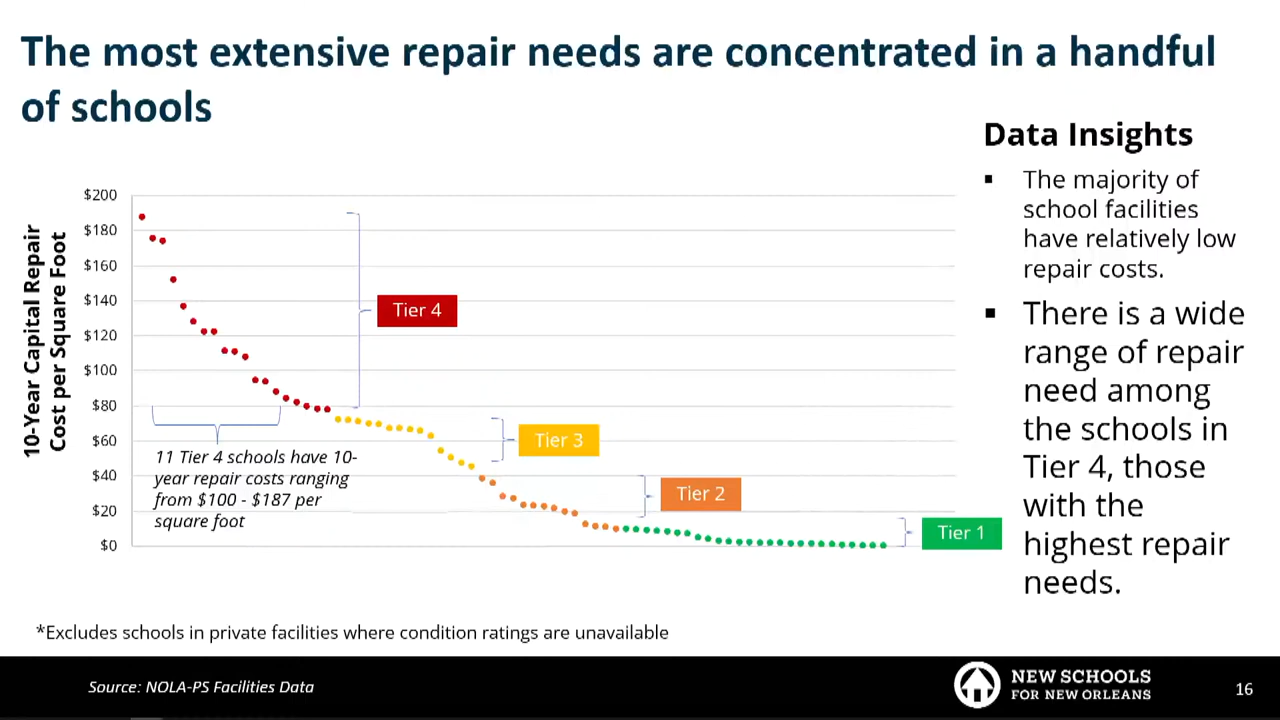 The most extensive repair needs are concentrated in a handful
of schools
Data Insights
▪ The majority of
school facilities
have relatively low
repair costs.
▪ There is a wide
range of repair
need among
the schools in
Tier 4, those
with the
highest repair
needs.
10-Year Capital Repair
Cost per Square Foot
$200
$180
$160
$140
$120
$100
$80
$60
$40
$20
$0
Tier 4
Tier 3
Tier 2
Tier 1
11 Tier 4 schools have 10-
year repair costs ranging
from $100 - $187 per
square foot
*Excludes schools in private facilities where condition ratings are unavailable
Source: NOLA-PS Facilities Data
NEW SCHOOLS
FOR NEW ORLEANS
16